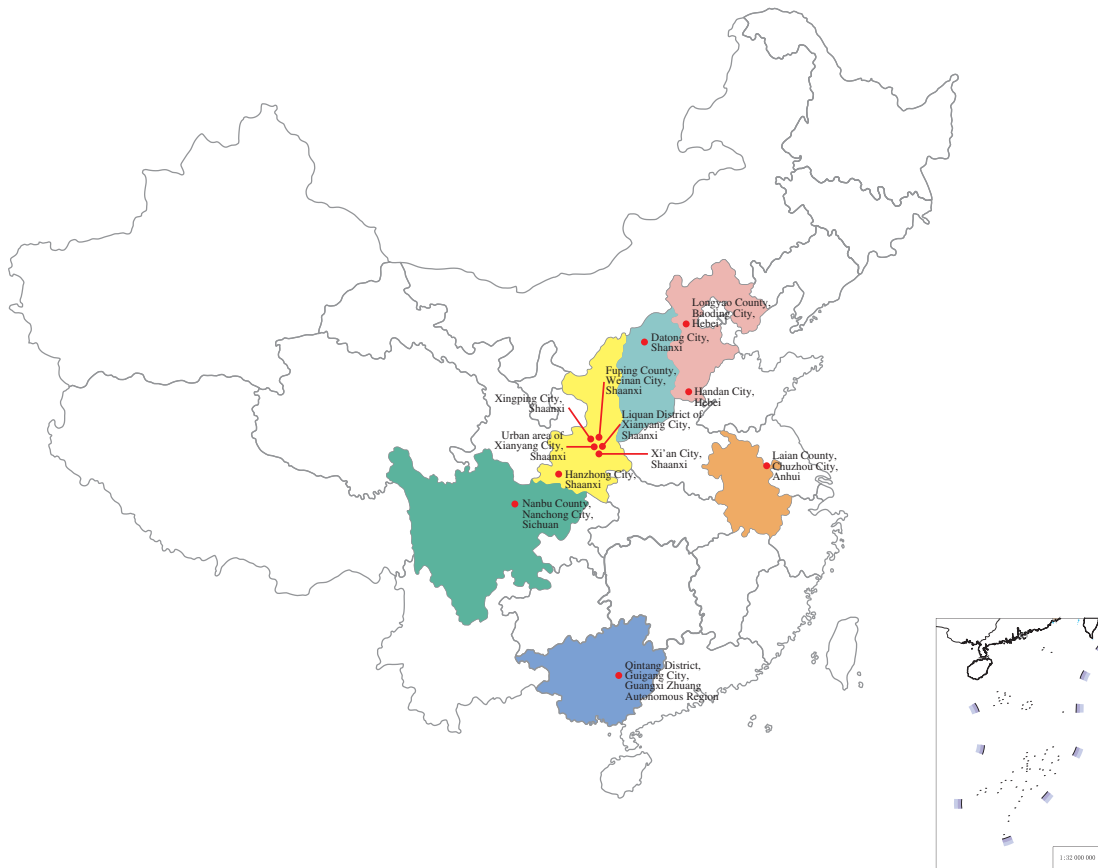 Longyao County,
Baoding City,
Hebei
Datong City,
Shanxi
Fuping County,
Weinan City,
Shaanxi
Handan City,
Hebei
Xingping City,
Shaanxi
Liquan District of
Xianyang City,
Shaanxi
Urban area of
Xianyang City,
Shaanxi
Xi'an City,
Shaanxi
Laian County,
Chuzhou City,
Anhui
Hanzhong City,
Shaanxi
Nanbu County,
Nanchong City,
Sichuan
Qintang District,
Guigang City,
Guangxi Zhuang
Autonomous Region
1:32 000 000